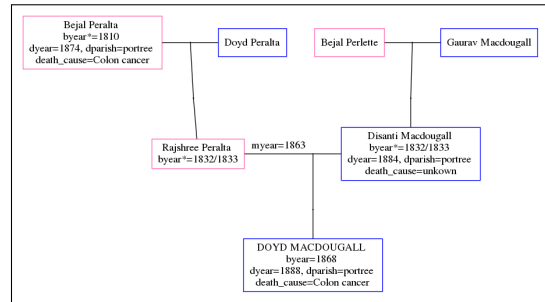 Bejal Peralta
byear*=1810
dyear=1874, dparish=portree
death_cause=Colon cancer
Doyd Peralta
Bejal Perlette
Gaurav Macdougall
Rajshree Peralta
byear*=1832/1833
myear=1863
Disanti Macdougall
byear*=1832/1833
dyear=1884, dparish=portree
death_cause=unkown
DOYD MACDOUGALL
byear=1868
dyear=1888, dparish=portree
death_cause=Colon cancer